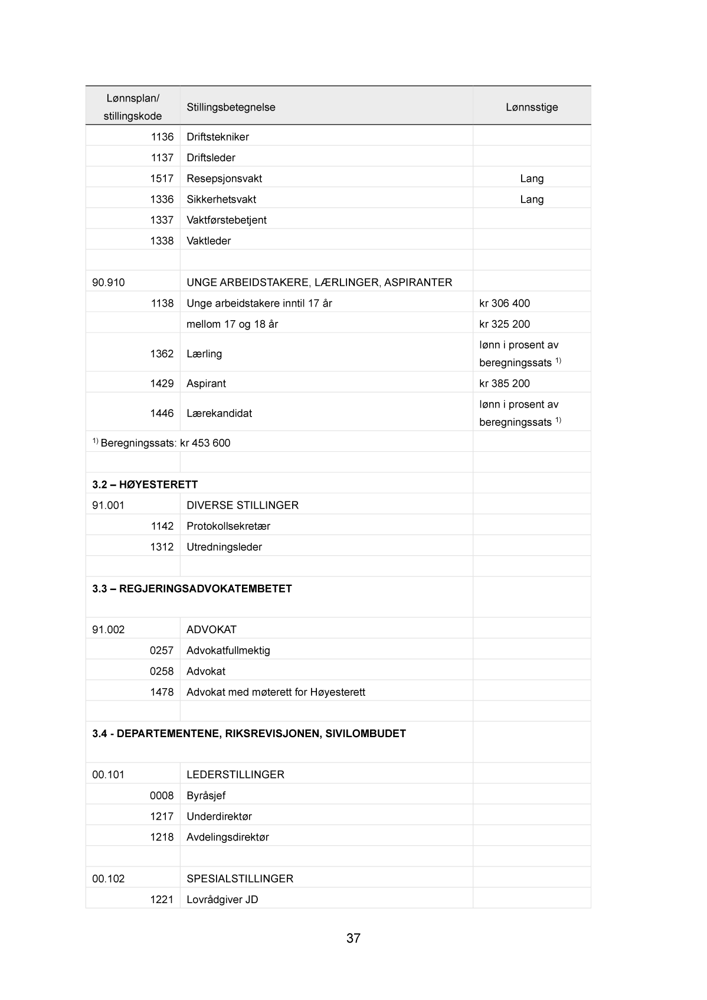 Lønnsplan/
stillingskode Stillingsbetegnelse Lønnsstige
1136 Driftstekniker
1137 Driftsleder
1517 Resepsjonsvakt Lang
1336 Sikkerhetsvakt Lang
1337 Vaktførstebetjent
1338 Vaktleder
90.910 UNGE ARBEIDSTAKERE, LÆRLINGER, ASPIRANTER
1138 Unge arbeidstakere inntil 17 år kr 306 400
mellom 17 og 18 år kr 325 200
1362 Lærling lønn i prosent av
beregningssats 1)
1429 Aspirant kr 385 200
1446 Lærekandidat lønn i prosent av
beregningssats 1)
1) Beregningssats: kr 453 600
3.2 – HØYESTERETT
91.001 DIVERSE STILLINGER
1142 Protokollsekretær
1312 Utredningsleder
3.3 – REGJERINGSADVOKATEMBETET
91.002 ADVOKAT
0257 Advokatfullmektig
0258 Advokat
1478 Advokat med møterett for Høyesterett
3.4 - DEPARTEMENTENE, RIKSREVISJONEN, SIVILOMBUDET
00.101 LEDERSTILLINGER
0008 Byråsjef
1217 Underdirektør
1218 Avdelingsdirektør
00.102 SPESIALSTILLINGER
1221 Lovrådgiver JD
37